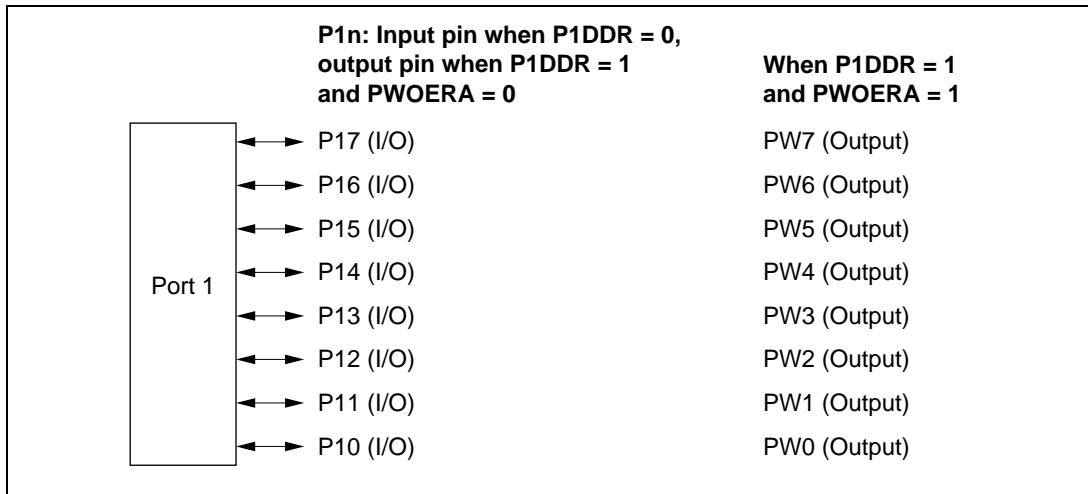 P1n: Input pin when P1DDR = 0,
output pin when P1DDR = 1
and PWOERA = 0
When P1DDR = 1
and PWOERA = 1
Port 1
P17 (I/O) PW7 (Output)
P16 (I/O) PW6 (Output)
P15 (I/O) PW5 (Output)
P14 (I/O) PW4 (Output)
P13 (I/O) PW3 (Output)
P12 (I/O) PW2 (Output)
P11 (I/O) PW1 (Output)
P10 (I/O) PW0 (Output)